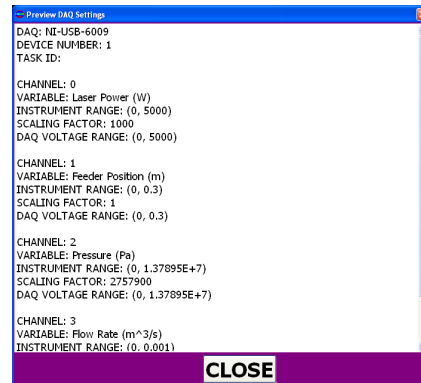 Preview DAQ Settings
DAQ: NI-USB-6009
DEVICE NUMBER: 1
TASK ID:
CHANNEL: 0
VARIABLE: Laser Power (W)
INSTRUMENT RANGE: (0, 5000)
SCALING FACTOR: 1000
DAQ VOLTAGE RANGE: (0, 5000)
CHANNEL: 1
VARIABLE: Feeder Position (m)
INSTRUMENT RANGE: (0, 0.3)
SCALING FACTOR: 1
DAQ VOLTAGE RANGE: (0, 0.3)
CHANNEL: 2
VARIABLE: Pressure (Pa)
INSTRUMENT RANGE: (0, 1.37895E+7)
SCALING FACTOR: 2757900
DAQ VOLTAGE RANGE: (0, 1.37895E+7)
CHANNEL: 3
VARIABLE: Flow Rate (m^3/s)
INSTRUMENT RANGE: (0, 0.001)
CLOSE